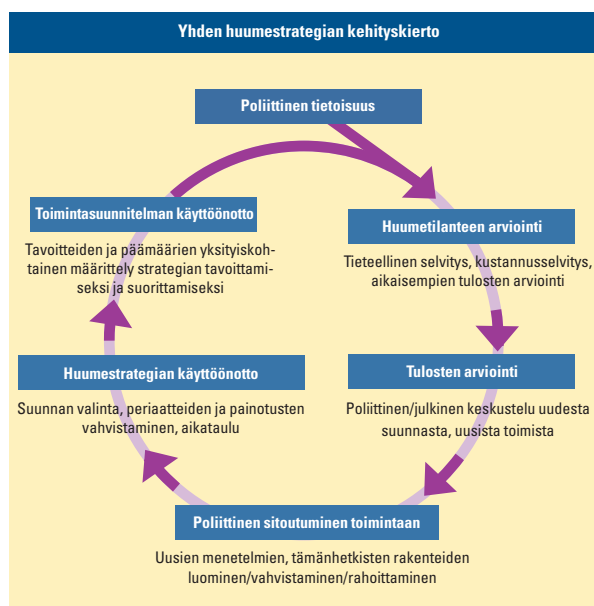 Yhden huumestrategian kehityskierto
Poliittinen tietoisuus
Huumetilanteen arviointi
Tieteellinen selvitys, kustannusselvitys,
aikaisempien tulosten arviointi
Tulosten arviointi
Poliittinen/julkinen keskustelu uudesta
suunnasta, uusista toimista
Poliittinen sitoutuminen toimintaan
Uusien menetelmien, tämänhetkisten rakenteiden
luominen/vahvistaminen/rahoittaminen
Huumestrategian käyttöönotto
Suunnan valinta, periaatteiden ja painotusten
vahvistaminen, aikataulu
Toimintasuunnitelman käyttöönotto
Tavoitteiden ja päämäärien yksityiskoh-
tainen määrittely strategian tavoittami-
seksi ja suorittamiseksi